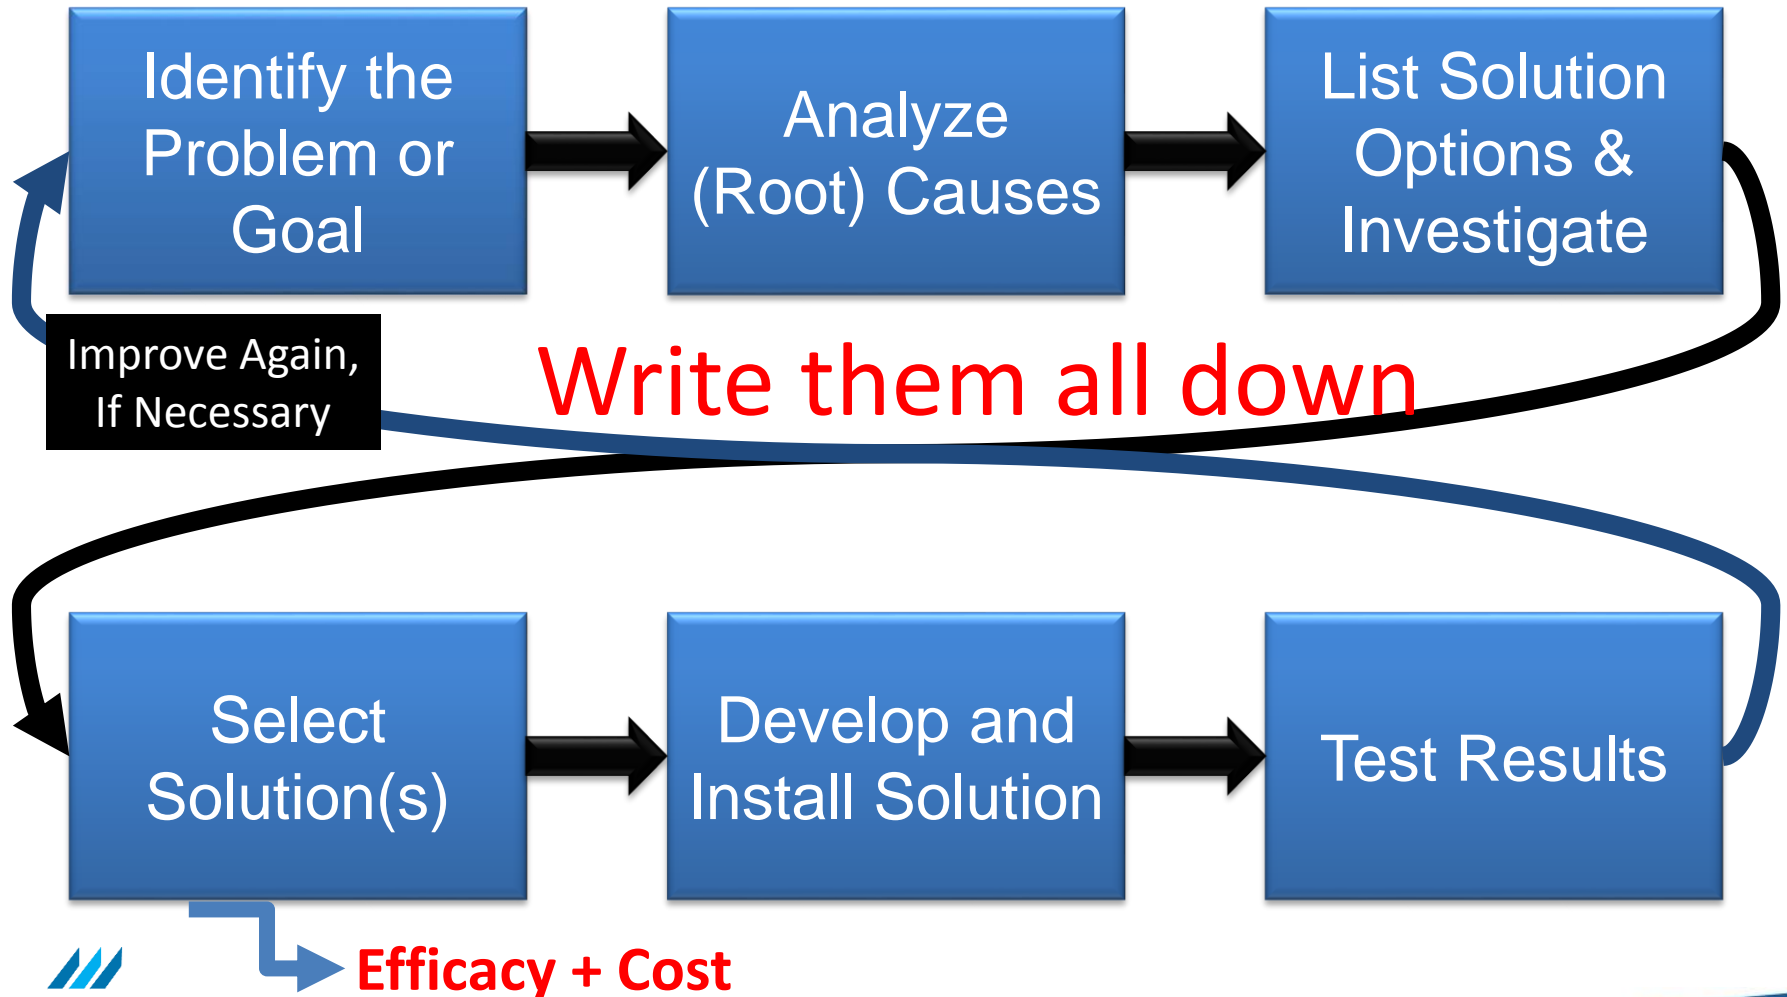 Identify the
Problem or
Goal
Analyze
(Root) Causes
List Solution
Options &
Investigate
Improve Again,
If Necessary
Write them all down
Select
Solution(s)
Develop and
Install Solution
Test Results
Efficacy + Cost